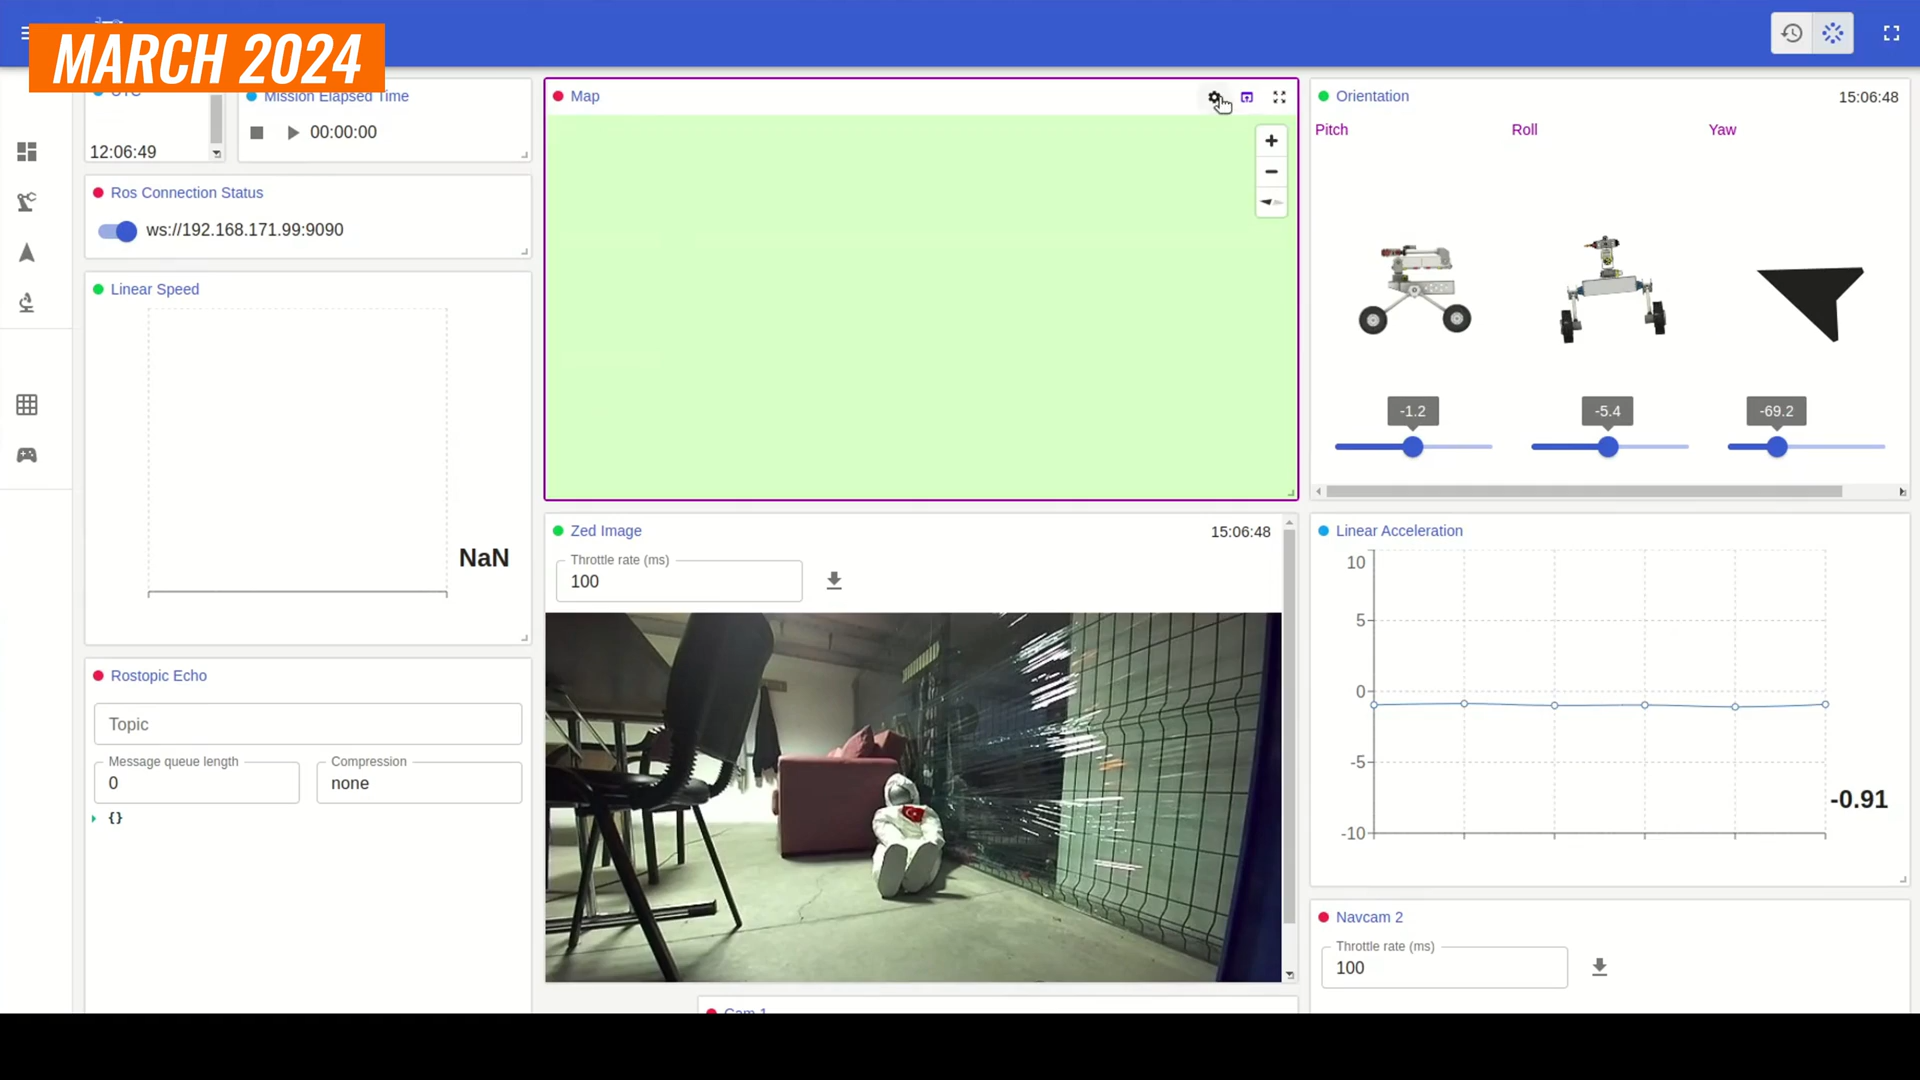 MARCH 2024
UTC
12:06:49
Mission Elapsed Time
00:00:00
Ros Connection Status
ws://192.168.171.99:9090
Linear Speed
NaN
Rostopic Echo
Topic
Message queue length
0
Compression
none
{}
Map
Zed Image
15:06:48
Throttle rate (ms)
100
Cam 1
Orientation
15:06:48
Pitch
Roll
Yaw
-1.2
-5.4
-69.2
Linear Acceleration
10
5
0
-5
-10
-0.91
Navcam 2
Throttle rate (ms)
100